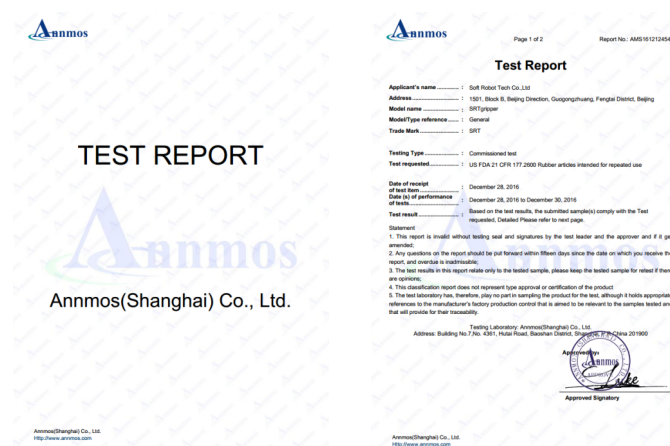 Annmos
TEST REPORT
Annmos(Shanghai) Co., Ltd.
Annmos(Shanghai) Co., Ltd.
Http://www.annmos.com
Annmos
Page 1 of 2 Report No.: AMS161212454
Test Report
Applicant's name ............ : Soft Robot Tech Co.,Ltd
Address ....................... : 1501, Block B, Beijing Direction, Guogongzhuang, Fengtai District, Beijing
Model name .................. : SRTgripper
Model/Type reference ...... : General
Trade Mark .................... : SRT
Testing Type .................. : Commissioned test
Test requested ................ : US FDA 21 CFR 177.2600 Rubber articles intended for repeated use
Date of receipt
of test item .................... : December 28, 2016
Date (s) of performance
of tests ........................ : December 28, 2016 to December 30, 2016
Test result .................... : Based on the test results, the submitted sample(s) comply with the Test
requested, Detailed Please refer to next page.
Statement
1. This report is invalid without testing seal and signatures by the test leader and the approver and if it ge
amended;
2. Any questions on the report should be put forward within fifteen days since the date on which you receive the
report, and overdue is inadmissible;
3. The test results in this report relate only to the tested sample, please keep the tested sample for retest if there
are opinions;
4. This classification report does not represent type approval or certification of the product
5. The test laboratory has, therefore, play no part in sampling the product for the test, although it holds appropriate
references to the manufacturer's factory production control that is aimed to be relevant to the samples tested and
that will provide for their traceability.
Testing Laboratory: Annmos(Shanghai) Co., Ltd.
Address: Building No.7,No. 4361, Hutai Road, Baoshan District, Shanghai, P.R.China 201900
Approved by:
Annmos
Luke
Approved Signatory
Annmos(Shanghai) Co., Ltd.
Http://www.annmos.com